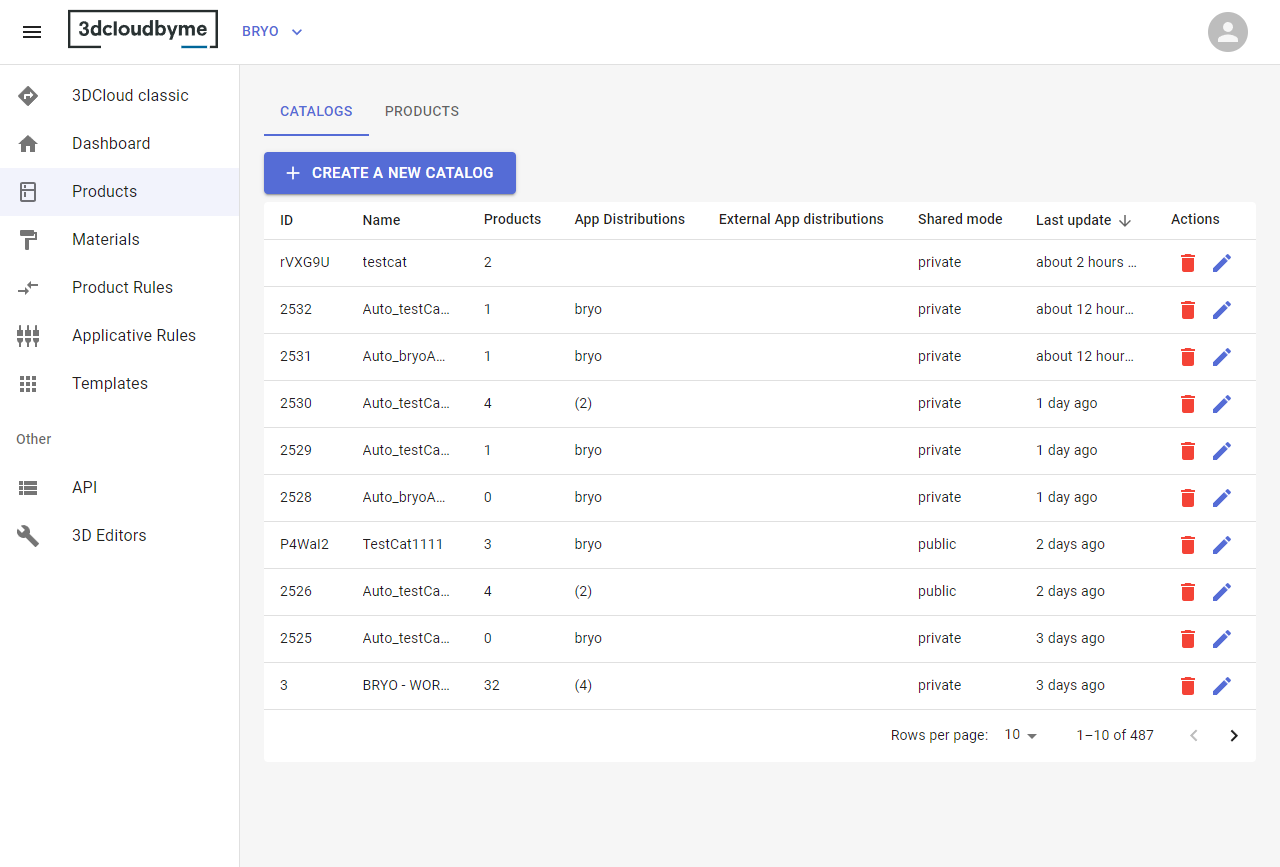 3dcloudbyme
BRYO
3DCloud classic
Dashboard
Products
Materials
Product Rules
Applicative Rules
Templates
Other
API
3D Editors
CATALOGS PRODUCTS
CREATE A NEW CATALOG
ID Name Products App Distributions External App distributions Shared mode Last update Actions
rVXG9U testcat 2 private about 2 hours ...
2532 Auto_testCa... 1 bryo private about 12 hour...
2531 Auto_bryoA... 1 bryo private about 12 hour...
2530 Auto_testCa... 4 (2) private 1 day ago
2529 Auto_testCa... 1 bryo private 1 day ago
2528 Auto_bryoA... 0 bryo private 1 day ago
P4WaI2 TestCat1111 3 bryo public 2 days ago
2526 Auto_testCa... 4 (2) public 2 days ago
2525 Auto_testCa... 0 bryo private 3 days ago
3 BRYO - WOR... 32 (4) private 3 days ago
Rows per page: 10 1–10 of 487